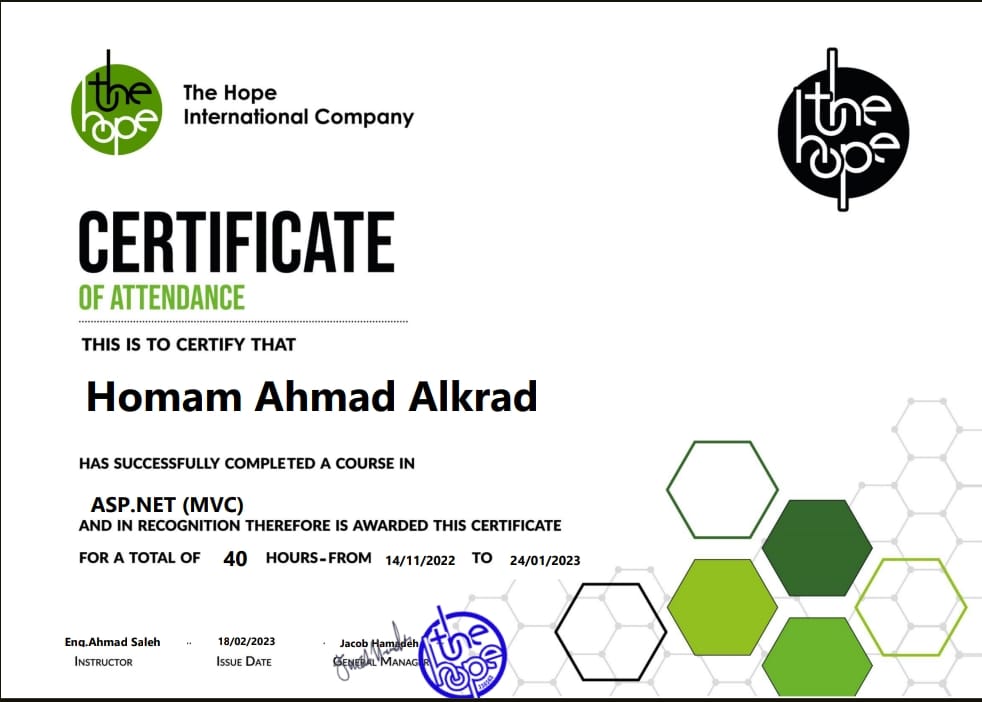 the
hope
The Hope
International Company
the
hope
CERTIFICATE
OF ATTENDANCE
THIS IS TO CERTIFY THAT
Homam Ahmad Alkrad
HAS SUCCESSFULLY COMPLETED A COURSE IN
ASP.NET (MVC)
AND IN RECOGNITION THEREFORE IS AWARDED THIS CERTIFICATE
FOR A TOTAL OF 40 HOURS-FROM 14/11/2022 TO 24/01/2023
Eng.Ahmad Saleh .. 18/02/2023 . Jacob Hamadeh
INSTRUCTOR ISSUE DATE GENERAL MANAGER
the
hope